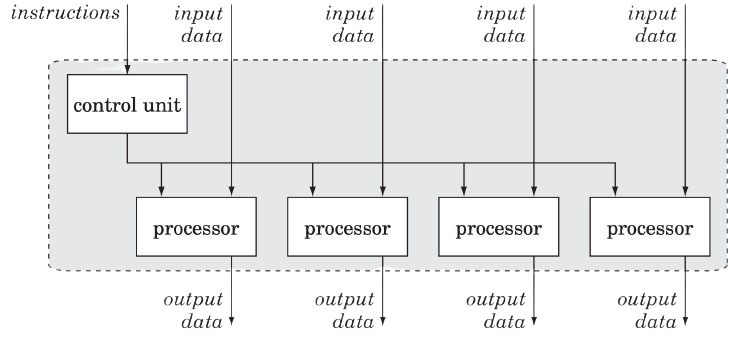 instructions
input
data
input
data
input
data
input
data
control unit
processor
processor
processor
processor
output
data
output
data
output
data
output
data